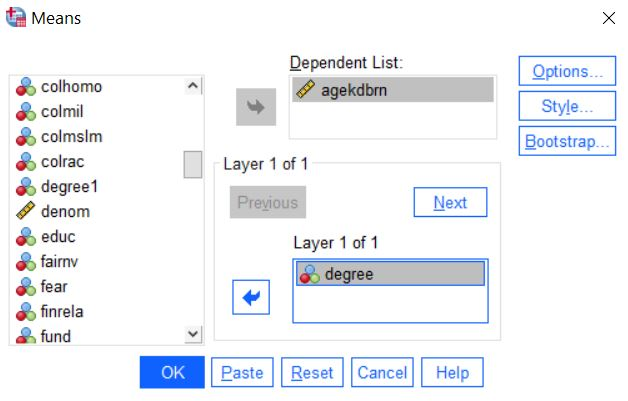 Means
Dependent List:
agekdbrn
Options...
Style...
Bootstrap...
colhomo
colmil
colmslm
colrac
degree1
denom
educ
fairnv
fear
finrela
fund
Layer 1 of 1
Previous
Next
Layer 1 of 1
degree
OK
Paste
Reset
Cancel
Help